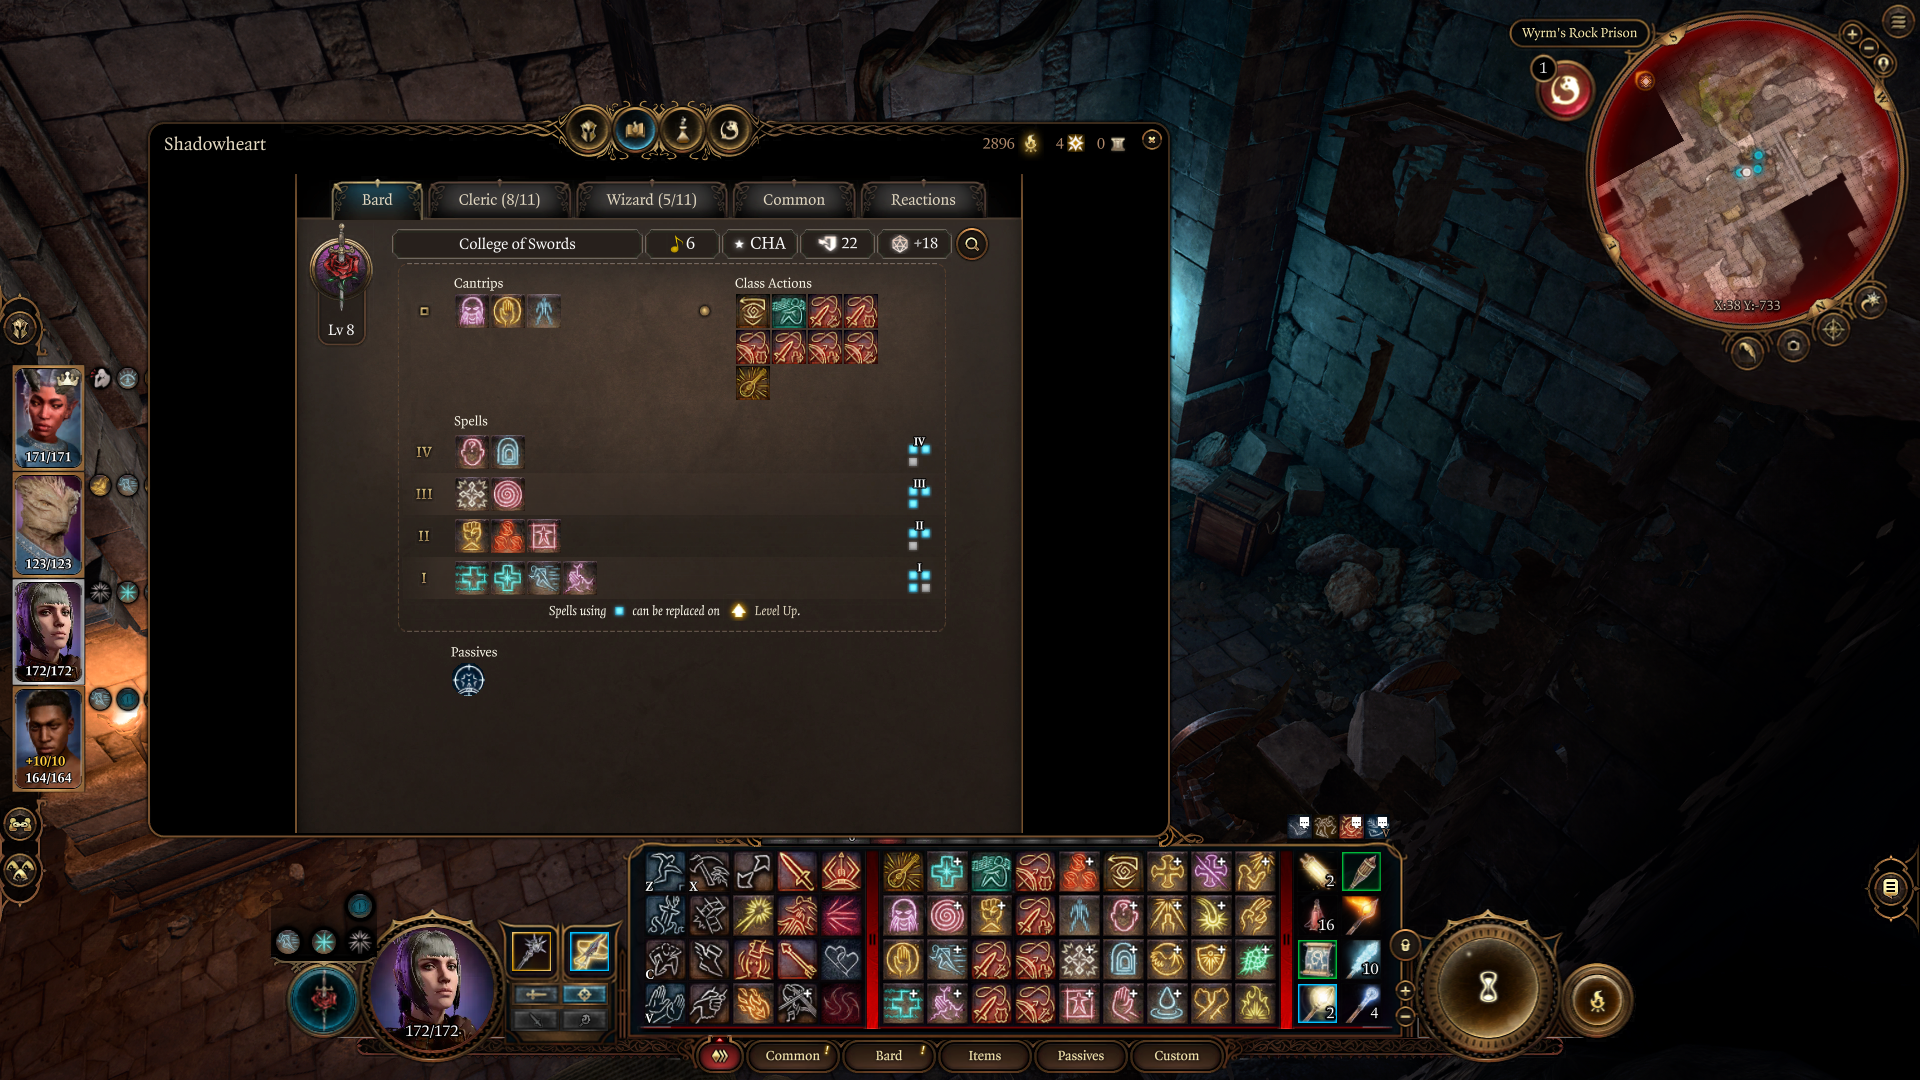 Wyrm's Rock Prison
1
S
W
E
N
X:38 Y:-733
Shadowheart
2896 4 0
Bard
Cleric (8/11)
Wizard (5/11)
Common
Reactions
College of Swords
6
CHA
22
+18
Lv 8
Cantrips
Class Actions
Spells
IV
IV
III
III
II
II
I
I
Spells using can be replaced on Level Up.
Passives
171/171
123/123
172/172
+10/10
164/164
172/172
Z
X
C
V
2
16
10
2
4
Common
Bard
Items
Passives
Custom